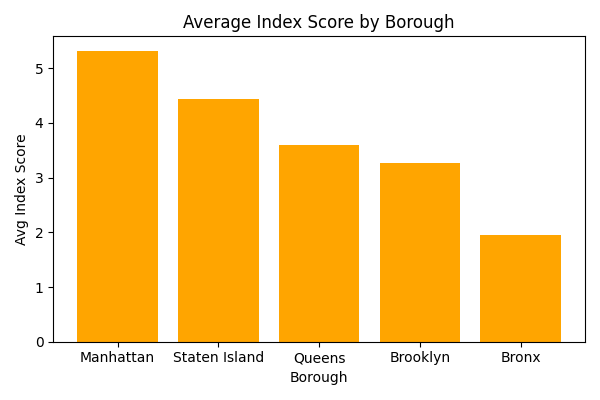 Average Index Score by Borough
Avg Index Score
5
4
3
2
1
0
Manhattan Staten Island Queens Brooklyn Bronx
Borough